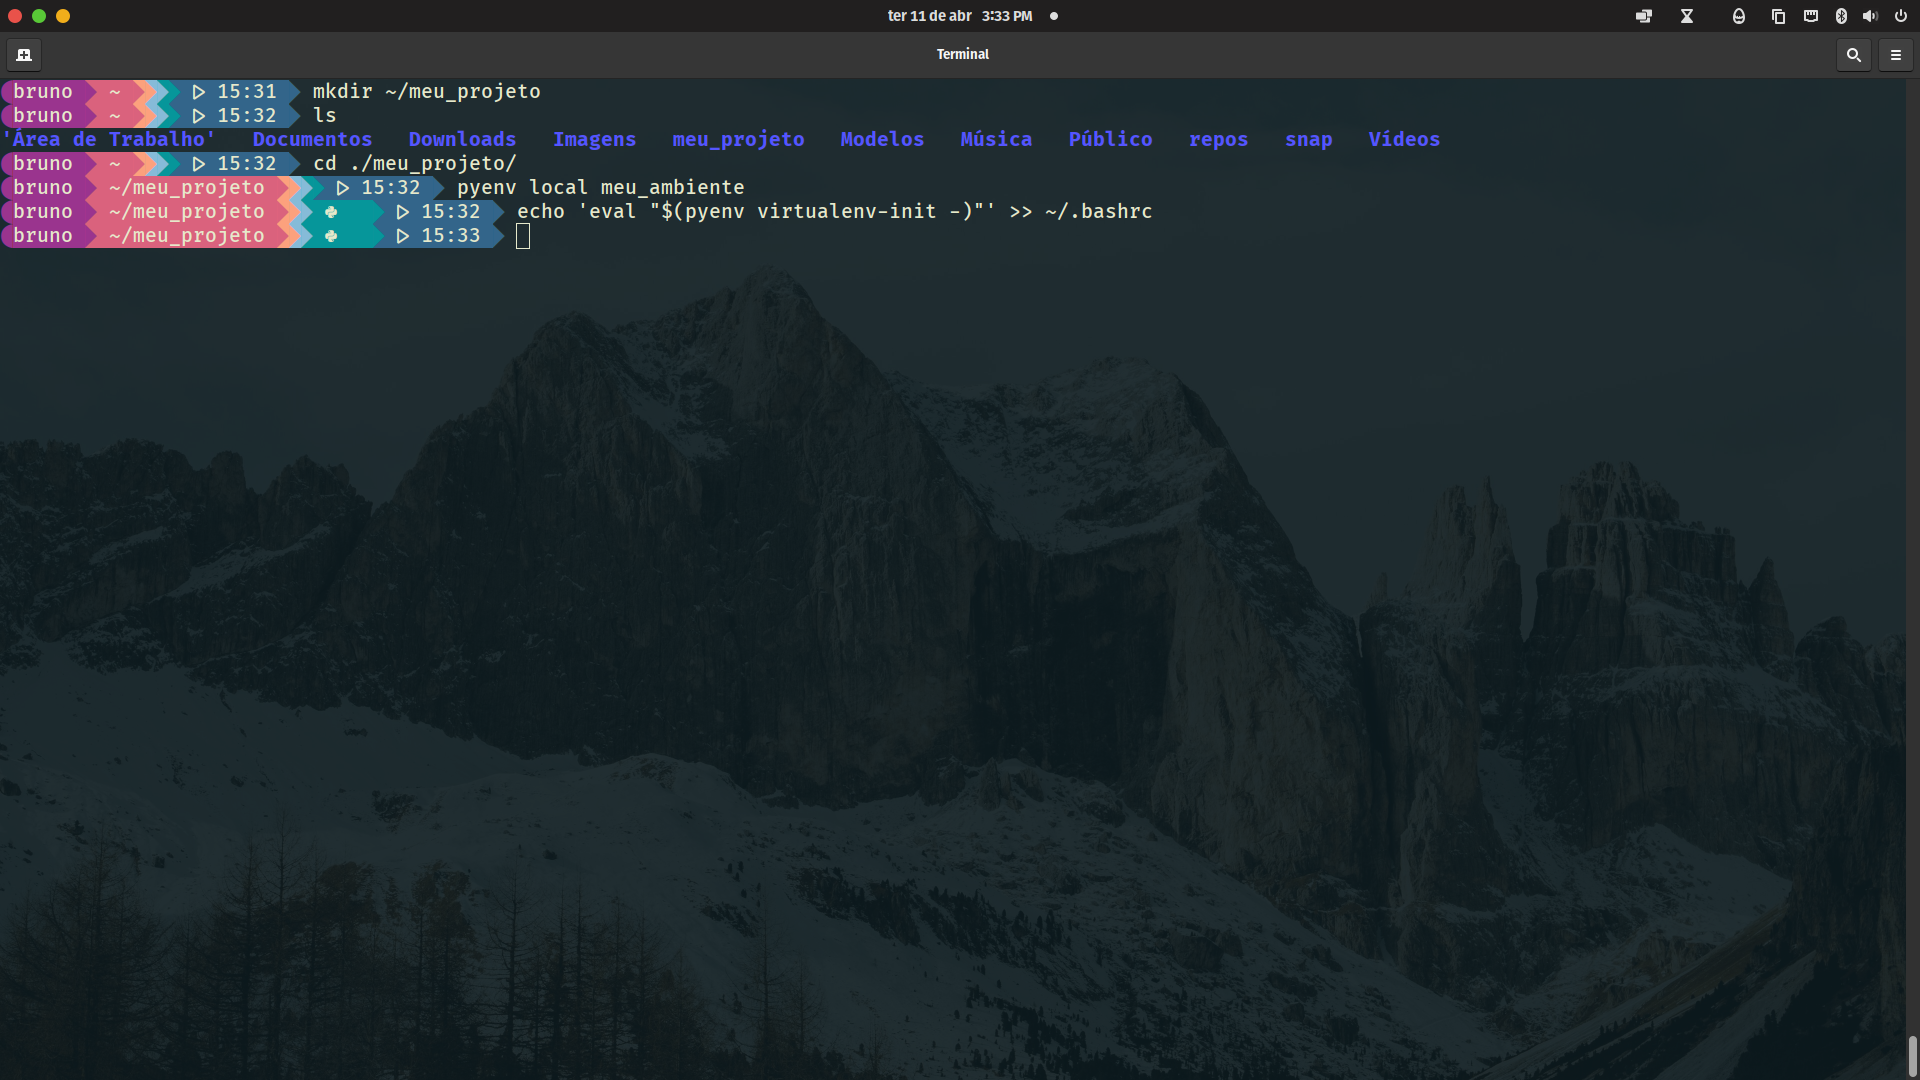 ter 11 de abr 3:33 PM
Terminal
bruno ~ 15:31 mkdir ~/meu_projeto
bruno ~ 15:32 ls
'Área de Trabalho' Documentos Downloads Imagens meu_projeto Modelos Música Público repos snap Vídeos
bruno ~ 15:32 cd ./meu_projeto/
bruno ~/meu_projeto 15:32 pyenv local meu_ambiente
bruno ~/meu_projeto 15:32 echo 'eval "$(pyenv virtualenv-init -)"' >> ~/.bashrc
bruno ~/meu_projeto 15:33